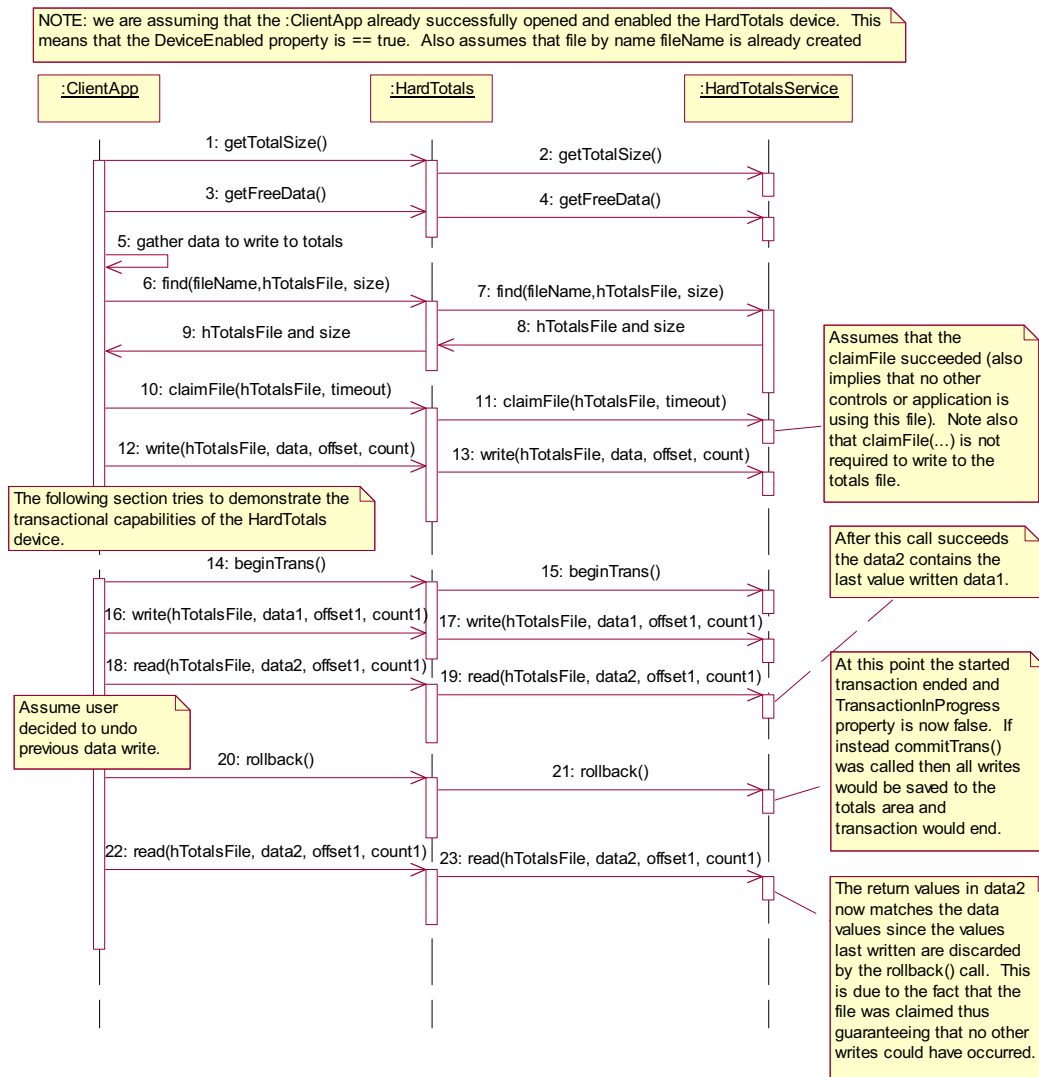 NOTE: we are assuming that the :ClientApp already successfully opened and enabled the HardTotals device.  This
means that the DeviceEnabled property is == true.  Also assumes that file by name fileName is already created
:ClientApp
:HardTotals
:HardTotalsService
1: getTotalSize()
2: getTotalSize()
3: getFreeData()
4: getFreeData()
5: gather data to write to totals
6: find(fileName,hTotalsFile, size)
7: find(fileName,hTotalsFile, size)
8: hTotalsFile and size
9: hTotalsFile and size
Assumes that the
claimFile succeeded (also
implies that no other
controls or application is
using this file).  Note also
that claimFile(...) is not
required to write to the
totals file.
10: claimFile(hTotalsFile, timeout)
11: claimFile(hTotalsFile, timeout)
12: write(hTotalsFile, data, offset, count)
13: write(hTotalsFile, data, offset, count)
The following section tries to demonstrate the
transactional capabilities of the HardTotals
device.
After this call succeeds
the data2 contains the
last value written data1.
14: beginTrans()
15: beginTrans()
16: write(hTotalsFile, data1, offset1, count1)
17: write(hTotalsFile, data1, offset1, count1)
18: read(hTotalsFile, data2, offset1, count1)
19: read(hTotalsFile, data2, offset1, count1)
At this point the started
transaction ended and
TransactionInProgress
property is now false.  If
instead commitTrans()
was called then all writes
would be saved to the
totals area and
transaction would end.
Assume user
decided to undo
previous data write.
20: rollback()
21: rollback()
22: read(hTotalsFile, data2, offset1, count1)
23: read(hTotalsFile, data2, offset1, count1)
The return values in data2
now matches the data
values since the values
last written are discarded
by the rollback() call.  This
is due to the fact that the
file was claimed thus
guaranteeing that no other
writes could have occurred.